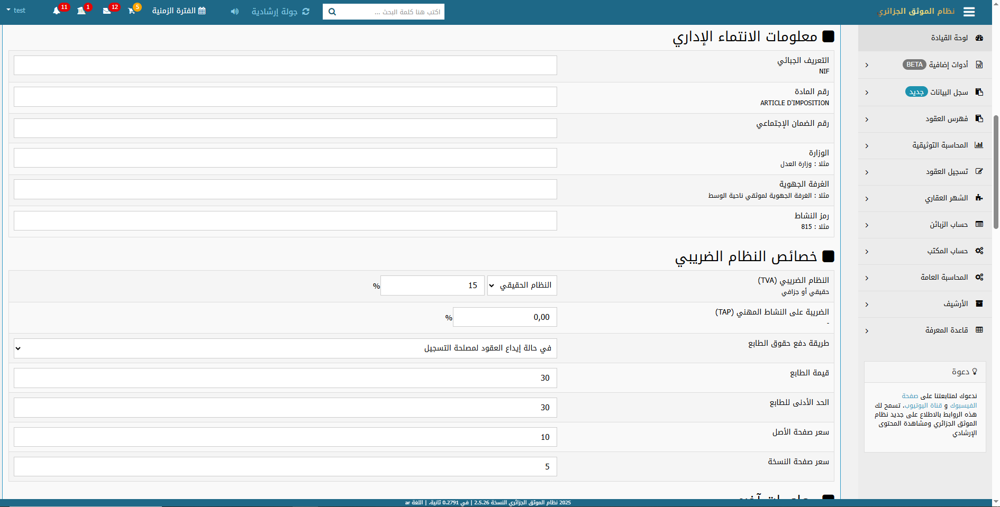 نظام الموثق الجزائري
اكتب هنا كلمة البحث ...
جولة إرشادية
الفترة الزمنية
5
12
1
11
test
لوحة القيادة
أدوات إضافية BETA
سجل البيانات جديد
فهرس العقود
المحاسبة التوثيقية
تسجيل العقود
الشهر العقاري
حساب الزبائن
حساب المكتب
المحاسبة العامة
الأرشيف
قاعدة المعرفة
دعوة
ندعوك لمتابعتنا على صفحة
الفيسبوك و قناة اليوتيوب. تسمح لك
هذه الروابط بالاطلاع على جديد نظام
الموثق الجزائري ومشاهدة المحتوى
الإرشادي
معلومات الانتماء الإداري
التعريف الجبائي
NIF
رقم المادة
ARTICLE D'IMPOSITION
رقم الضمان الإجتماعي
الوزارة
مثلا : وزارة العدل
الغرفة الجهوية
مثلا : الغرفة الجهوية لموثقي ناحية الوسط
رمز النشاط
مثلا : 815
خصائص النظام الضريبي
النظام الضريبي (TVA)
حقيقي أو جزافي
النظام الحقيقي
15
%
الضريبة على النشاط المهني (TAP)
-
0,00
%
طريقة دفع حقوق الطابع
في حالة إيداع العقود لمصلحة التسجيل
قيمة الطابع
30
الحد الأدنى للطابع
30
سعر صفحة الأصل
10
سعر صفحة النسخة
5
2025 نظام الموثق الجزائري النسخة 2.5.26 | في 0.2791 ثانية. | اللغة ar